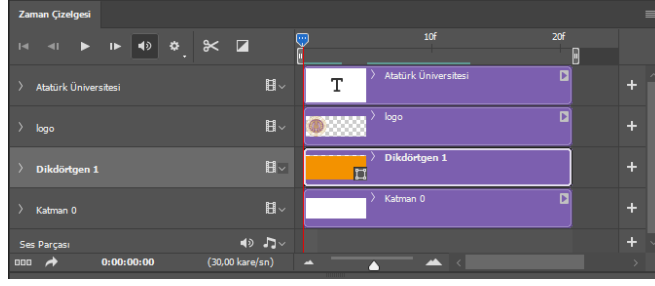 Zaman Çizelgesi
10f
20f
Atatürk Üniversitesi
T
Atatürk Üniversitesi
logo
logo
Dikdörtgen 1
Dikdörtgen 1
Katman 0
Katman 0
Ses Parçası
0:00:00:00
(30,00 kare/sn)